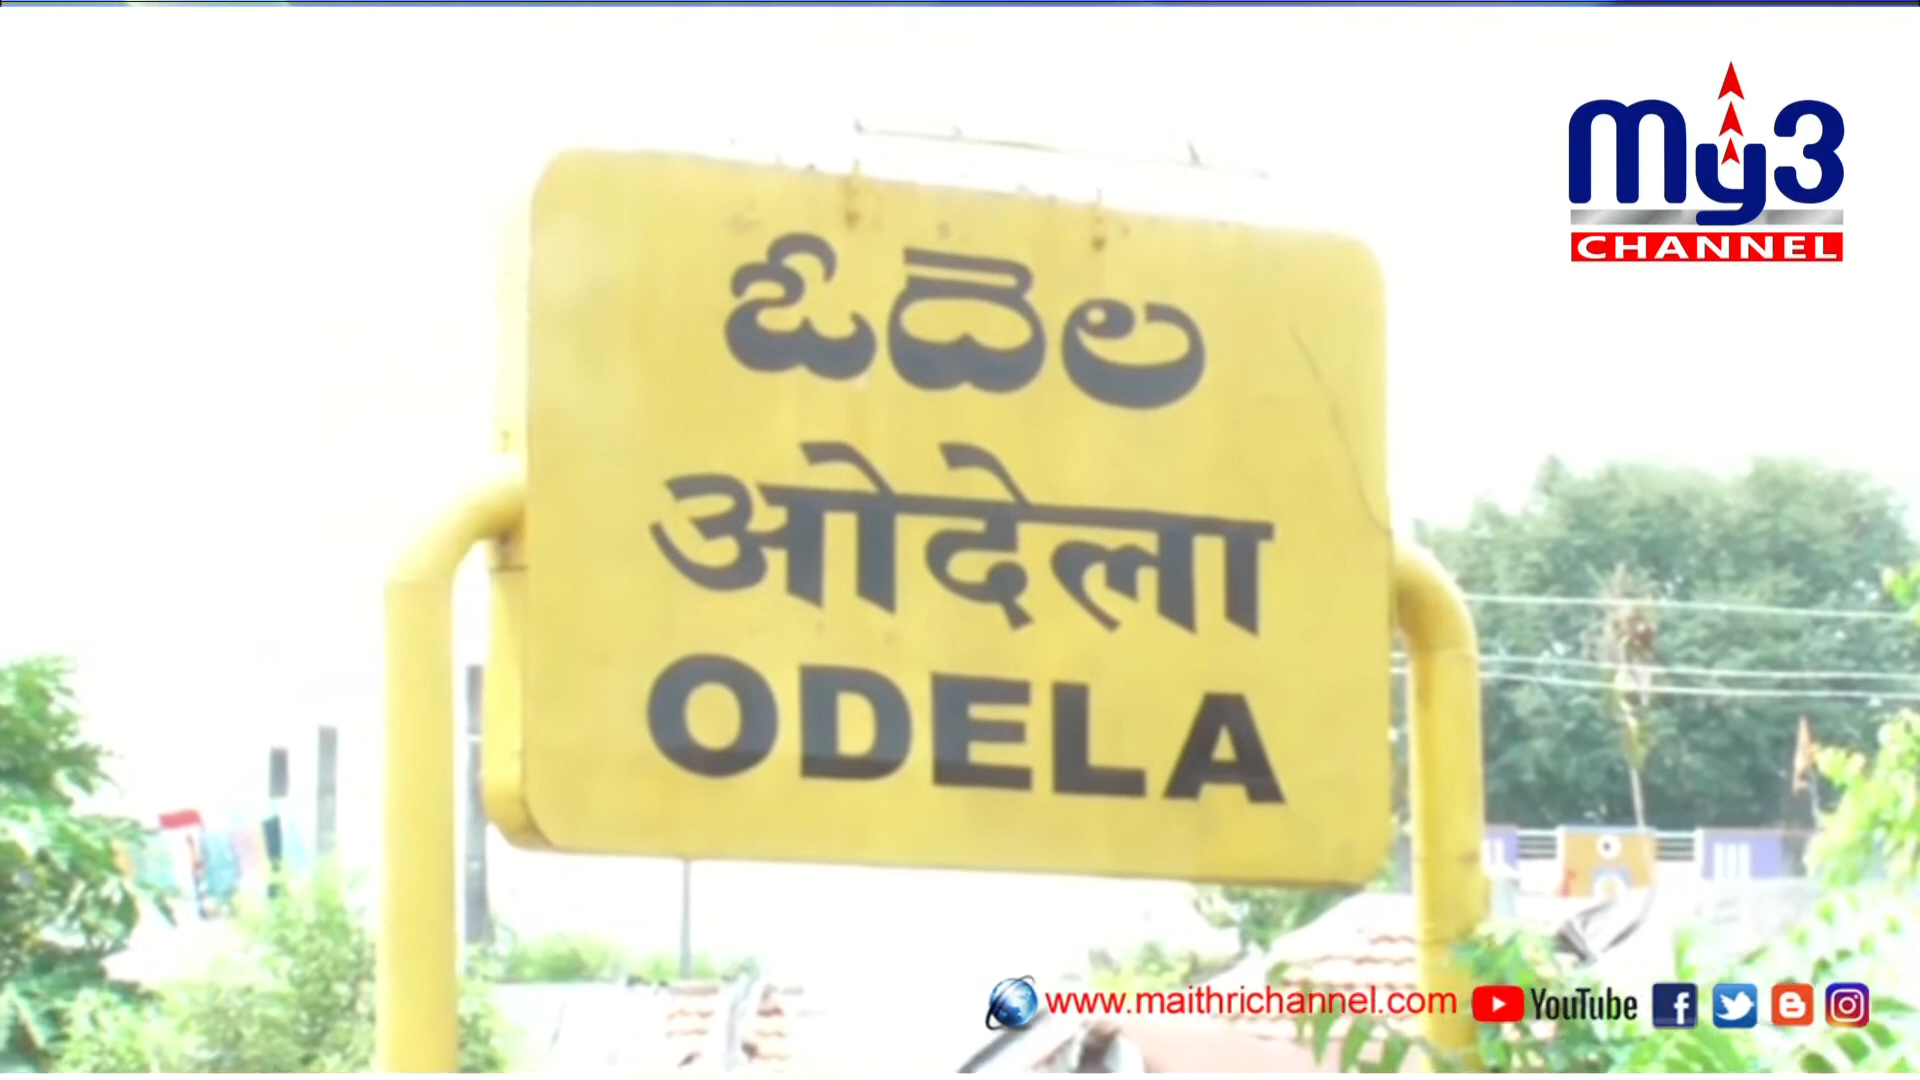 my3
CHANNEL
ఓదెల
ओदेला
ODELA
www.maithrichannel.com YouTube